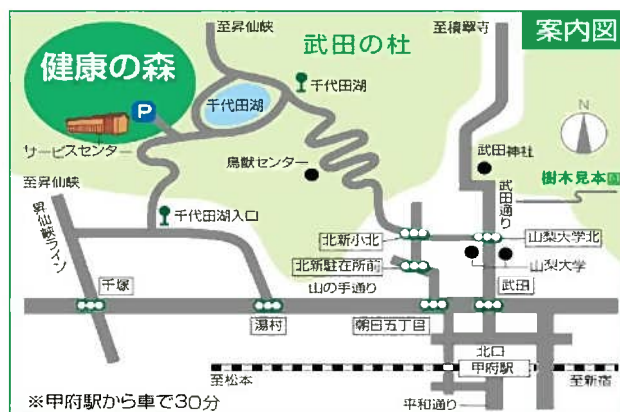 至昇仙峡
武田の杜
至積翠寺
案内図
健康の森
千代田湖
P
千代田湖
N
サービスセンター
鳥獣センター
武田神社
至昇仙峡
樹木見本園
武田通り
昇仙峡ライン
千代田湖入口
北新小北
山梨大学北
北新駐在所前
山梨大学
千塚
山の手通り
武田
湯村
朝日五丁目
北口
甲府駅
至松本
至新宿
平和通り
※甲府駅から車で30分